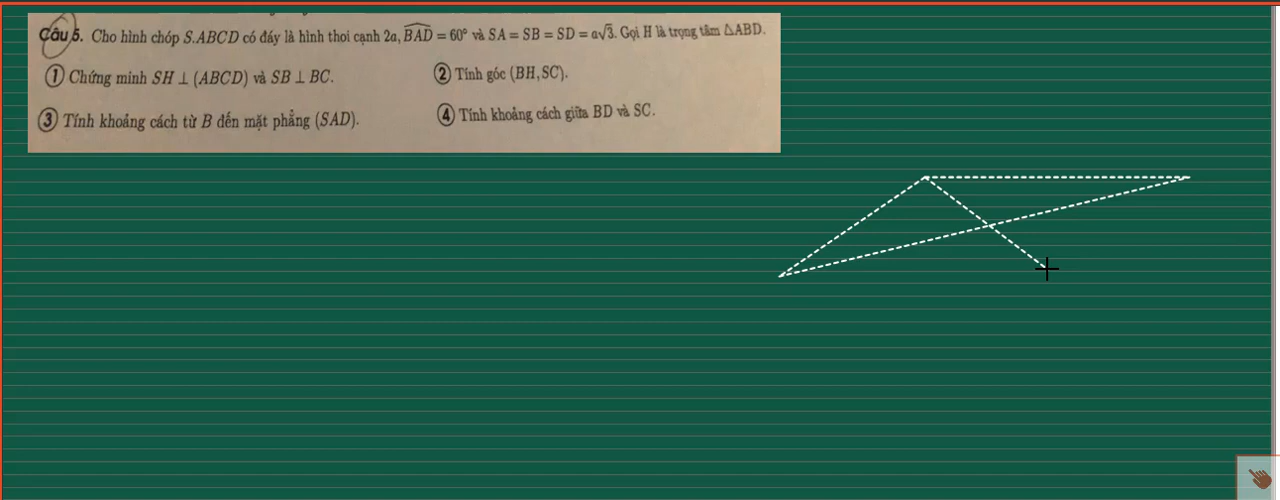 Câu 5. Cho hình chóp S.ABCD có đáy là hình thoi cạnh 2a, $\widehat{BAD}$ = 60° và SA = SB = SD = a√3. Gọi H là trọng tâm △ABD.
① Chứng minh SH ⊥ (ABCD) và SB ⊥ BC.
② Tính góc (BH, SC).
③ Tính khoảng cách từ B đến mặt phẳng (SAD).
④ Tính khoảng cách giữa BD và SC.